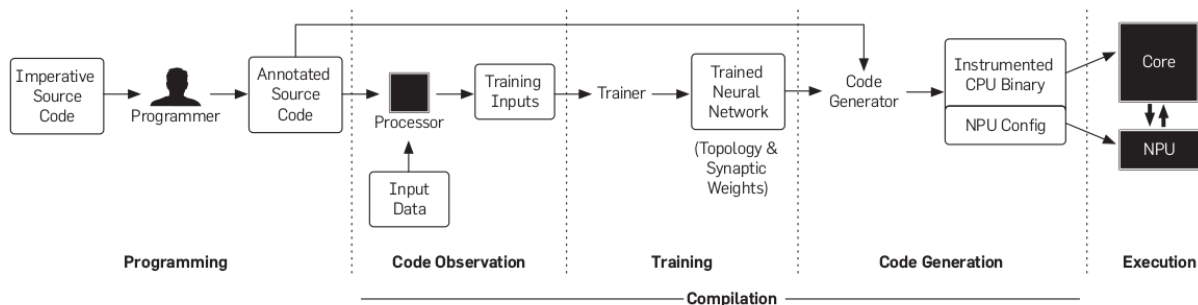 Imperative
Source
Code
Programmer
Annotated
Source
Code
Processor
Input
Data
Training
Inputs
Trainer
Trained
Neural
Network
(Topology &
Synaptic
Weights)
Code
Generator
Instrumented
CPU Binary
NPU Config
Core
NPU
Programming
Code Observation
Training
Code Generation
Execution
Compilation